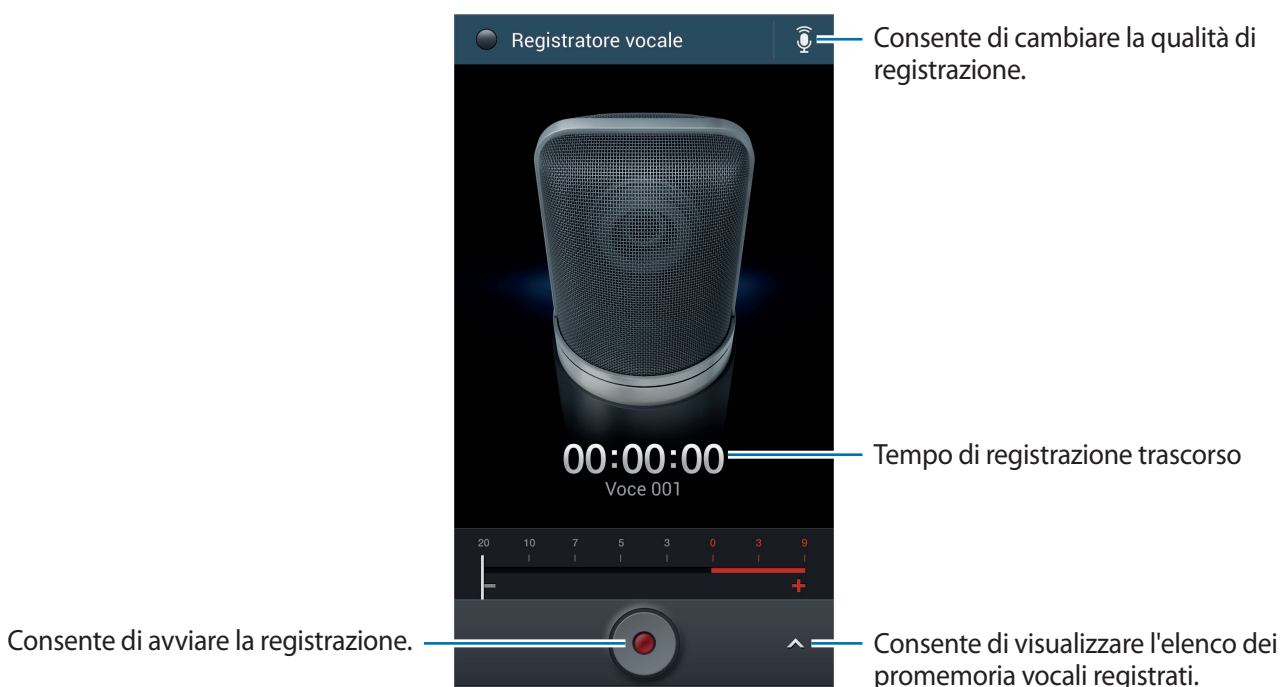 Registratore vocale
Consente di cambiare la qualità di
registrazione.
00:00:00
Tempo di registrazione trascorso
Voce 001
20 10 7 5 3 0 3 9
− +
Consente di avviare la registrazione.
Consente di visualizzare l'elenco dei
promemoria vocali registrati.